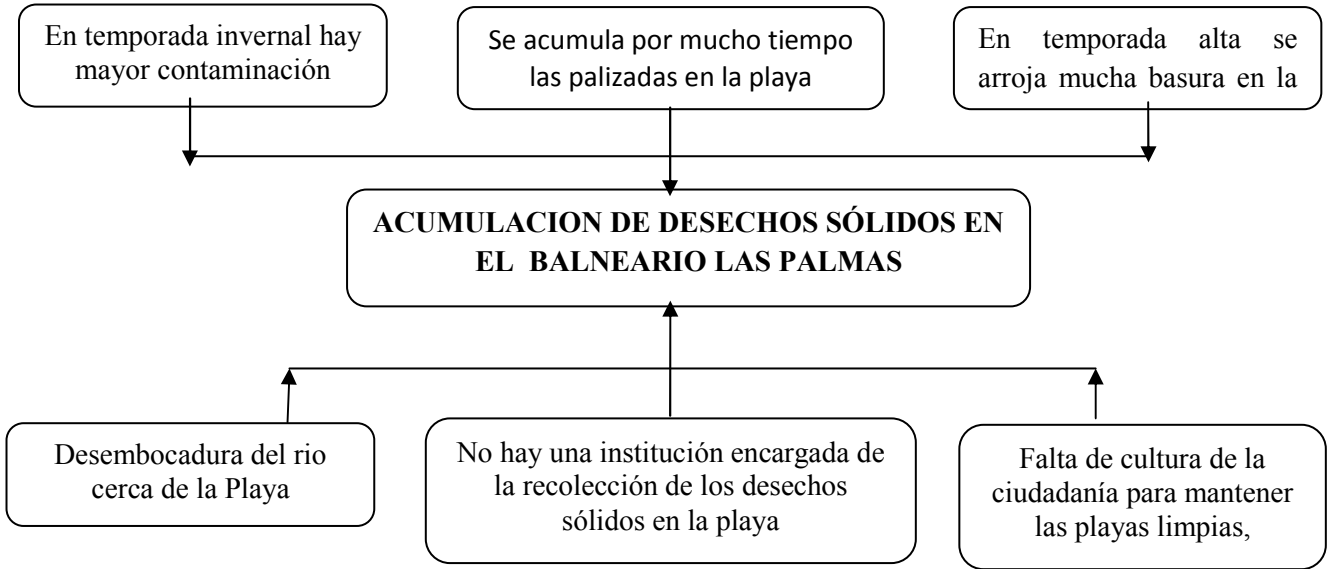 En temporada invernal hay
mayor contaminación
Se acumula por mucho tiempo
las palizadas en la playa
En temporada alta se
arroja mucha basura en la
ACUMULACION DE DESECHOS SÓLIDOS EN
EL BALNEARIO LAS PALMAS
Desembocadura del rio
cerca de la Playa
No hay una institución encargada de
la recolección de los desechos
sólidos en la playa
Falta de cultura de la
ciudadanía para mantener
las playas limpias,